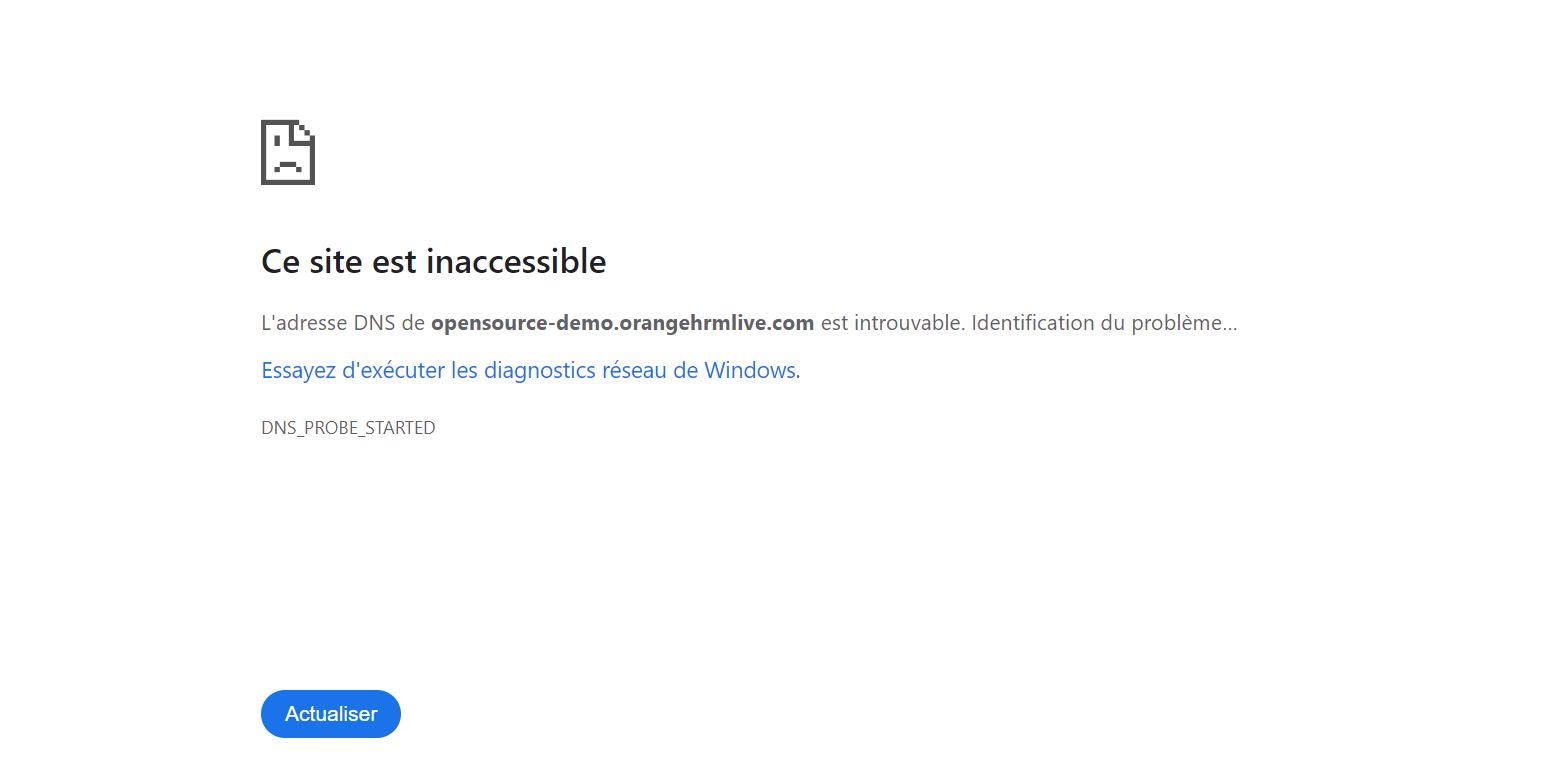 Ce site est inaccessible
L'adresse DNS de opensource-demo.orangehrmlive.com est introuvable. Identification du problème...
Essayez d'exécuter les diagnostics réseau de Windows.
DNS_PROBE_STARTED
Actualiser